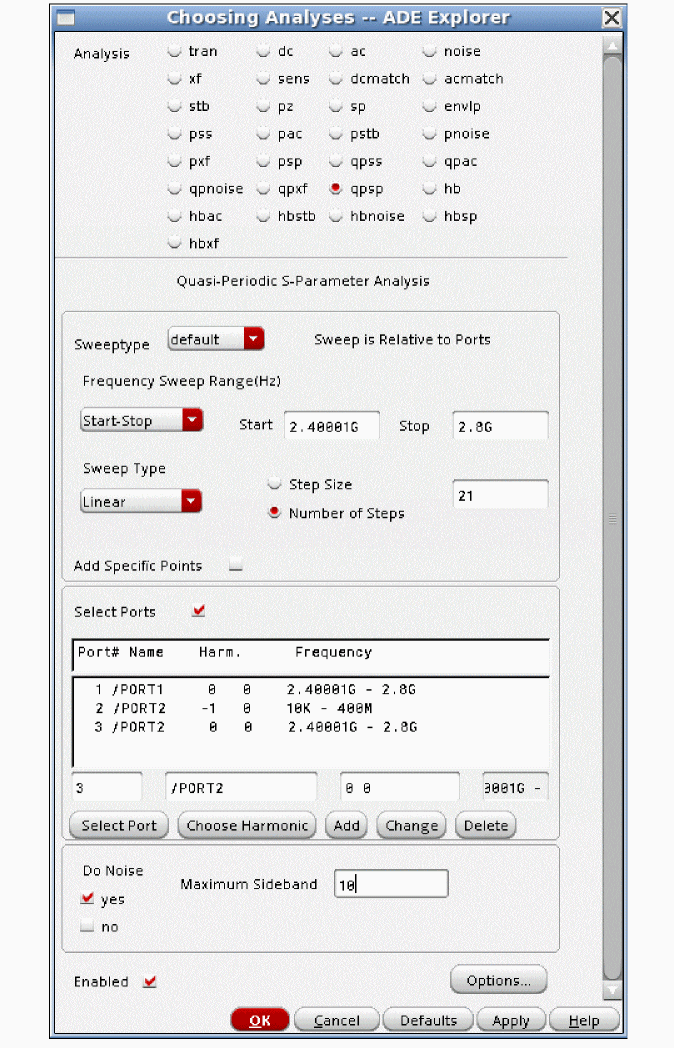 Choosing Analyses -- ADE Explorer
Analysis tran dc ac noise
xf sens dcmatch acmatch
stb pz sp envlp
pss pac pstb pnoise
pxf psp qpss qpac
qpnoise qpxf qpsp hb
hbac hbstb hbnoise hbsp
hbxf
Quasi-Periodic S-Parameter Analysis
Sweeptype default Sweep is Relative to Ports
Frequency Sweep Range(Hz)
Start-Stop Start 2.40001G Stop 2.8G
Sweep Type
Linear
Step Size
Number of Steps
21
Add Specific Points
Select Ports
Port# Name Harm. Frequency
1 /PORT1 0 0 2.40001G - 2.8G
2 /PORT2 -1 0 10K - 400M
3 /PORT2 0 0 2.40001G - 2.8G
3 /PORT2 0 0 0001G -
Select Port Choose Harmonic Add Change Delete
Do Noise
yes
Maximum Sideband 10
no
Enabled Options...
OK Cancel Defaults Apply Help